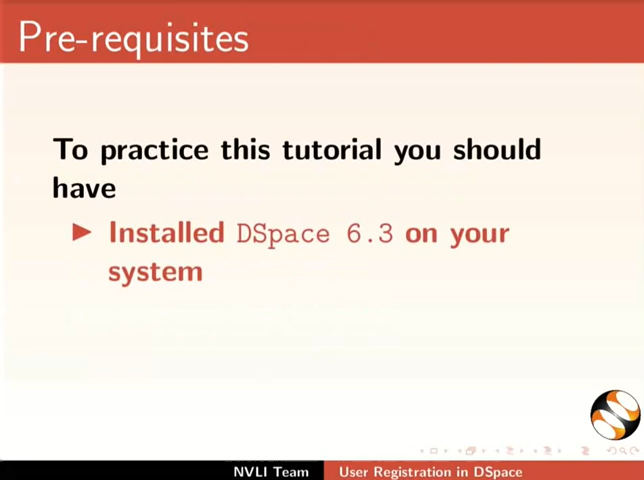 Pre-requisites
To practice this tutorial you should
have
Installed DSpace 6.3 on your
system
NVLI Team User Registration in DSpace